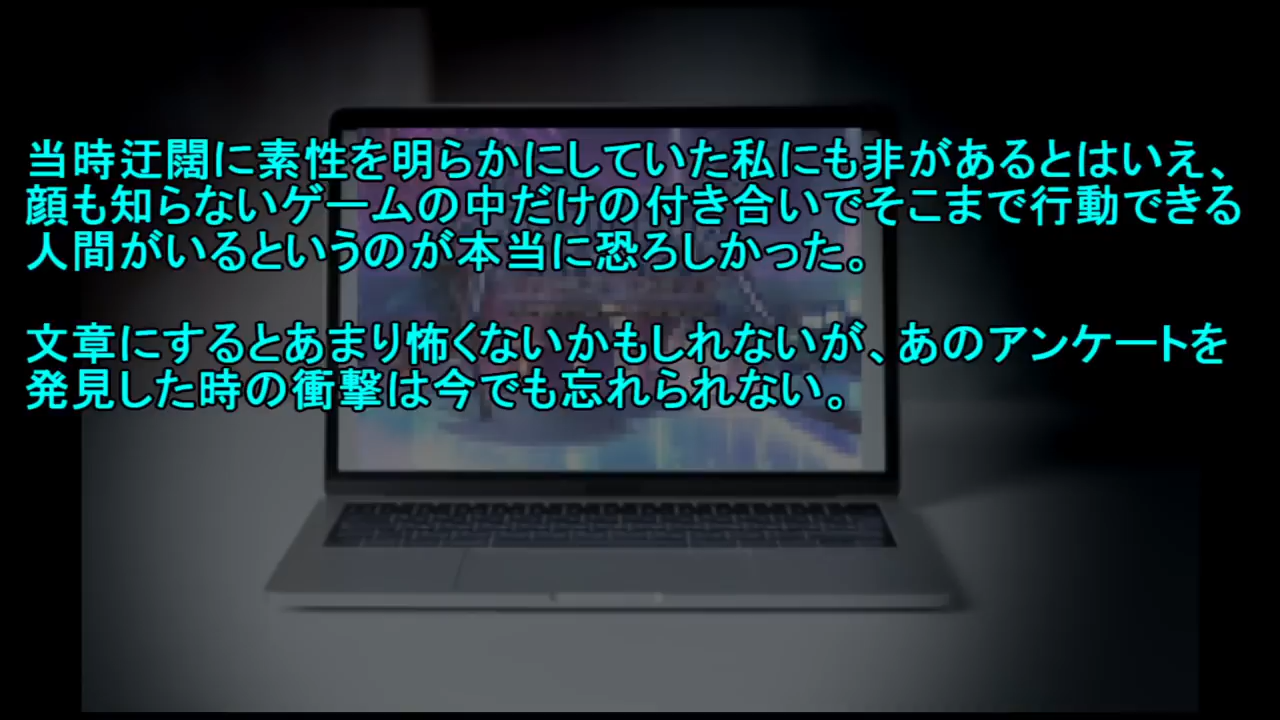 当時迂闊に素性を明らかにしていた私にも非があるとはいえ、
顔も知らないゲームの中だけの付き合いでそこまで行動できる
人間がいるというのが本当に恐ろしかった。
文章にするとあまり怖くないかもしれないが、あのアンケートを
発見した時の衝撃は今でも忘れられない。